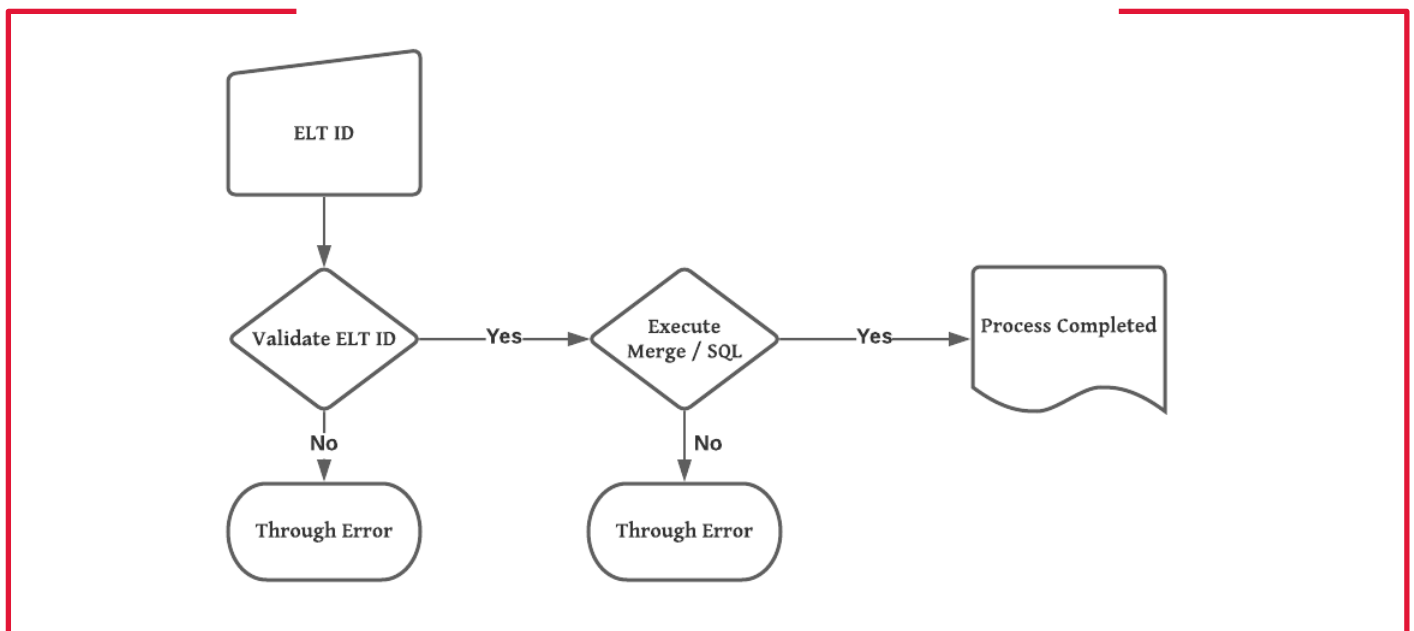 ELT ID
Validate ELT ID
Yes
Execute
Merge / SQL
Yes
Process Completed
No
No
Through Error
Through Error